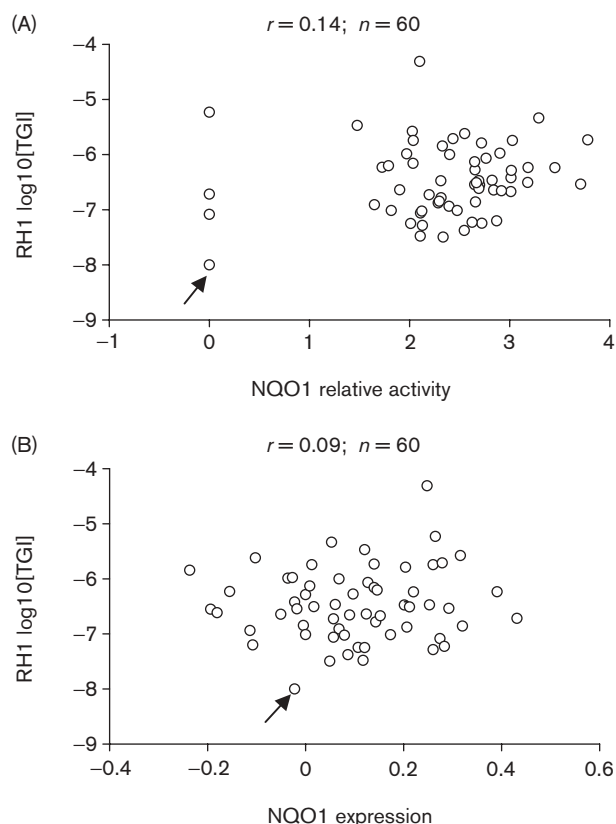 (A)
r = 0.14; n = 60
RH1 log10[TGI]
−4
−5
−6
−7
−8
−9
−1 0 1 2 3 4
NQO1 relative activity
(B)
r = 0.09; n = 60
RH1 log10[TGI]
−4
−5
−6
−7
−8
−9
−0.4 −0.2 0 0.2 0.4 0.6
NQO1 expression